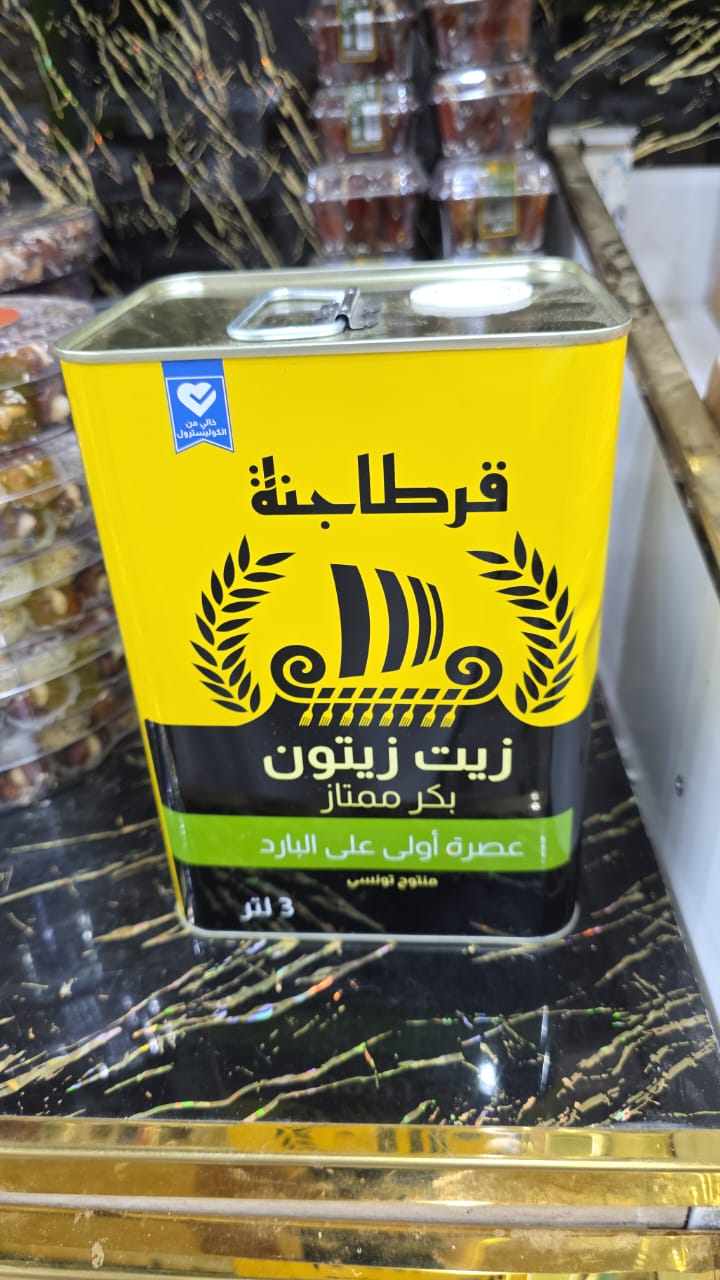 خالي من
الكوليسترول
قرطاجنة
زيت زيتون
بكر ممتاز
عصرة أولى على البارد
منتوج تونسي
3 لتر